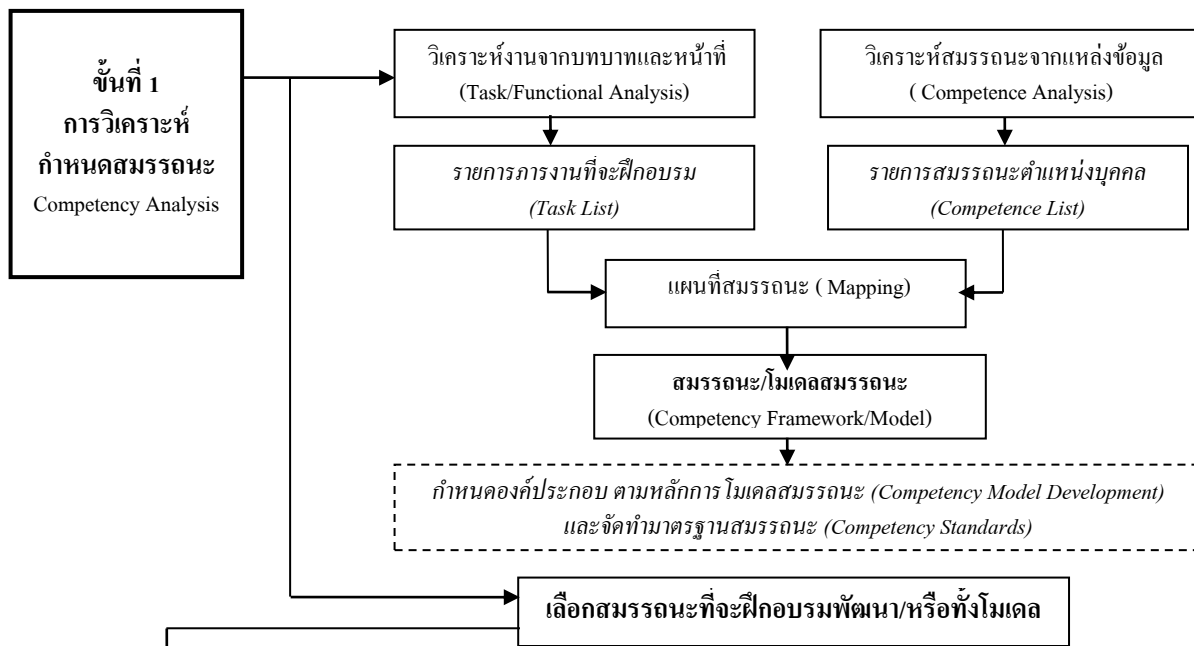 ขั้นที่ 1
การวิเคราะห์
กำหนดสมรรถนะ
Competency Analysis
วิเคราะห์งานจากบทบาทและหน้าที่
(Task/Functional Analysis)
วิเคราะห์สมรรถนะจากแหล่งข้อมูล
( Competence Analysis)
รายการภารงานที่จะฝึกอบรม
(Task List)
รายการสมรรถนะตำแหน่งบุคคล
(Competence List)
แผนที่สมรรถนะ ( Mapping)
สมรรถนะ/โมเดลสมรรถนะ
(Competency Framework/Model)
กำหนดองค์ประกอบ ตามหลักการ โมเดลสมรรถนะ (Competency Model Development)
และจัดทำมาตรฐานสมรรถนะ (Competency Standards)
เลือกสมรรถนะที่จะฝึกอบรมพัฒนา/หรือทั้งโมเดล